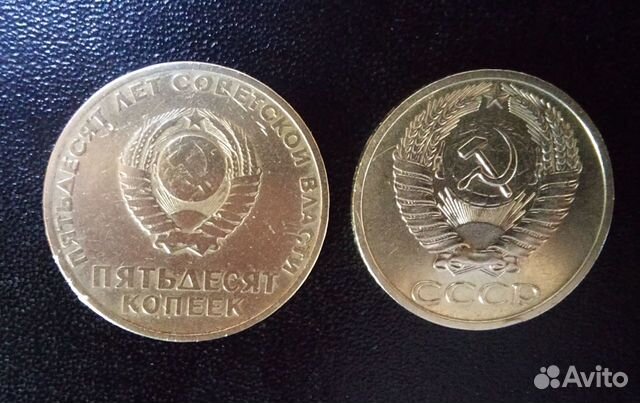 ПЯТЬДЕСЯТ ЛЕТ СОВЕТСКОЙ ВЛАСТИ
ПЯТЬДЕСЯТ
КОПЕЕК
СССР
Avito